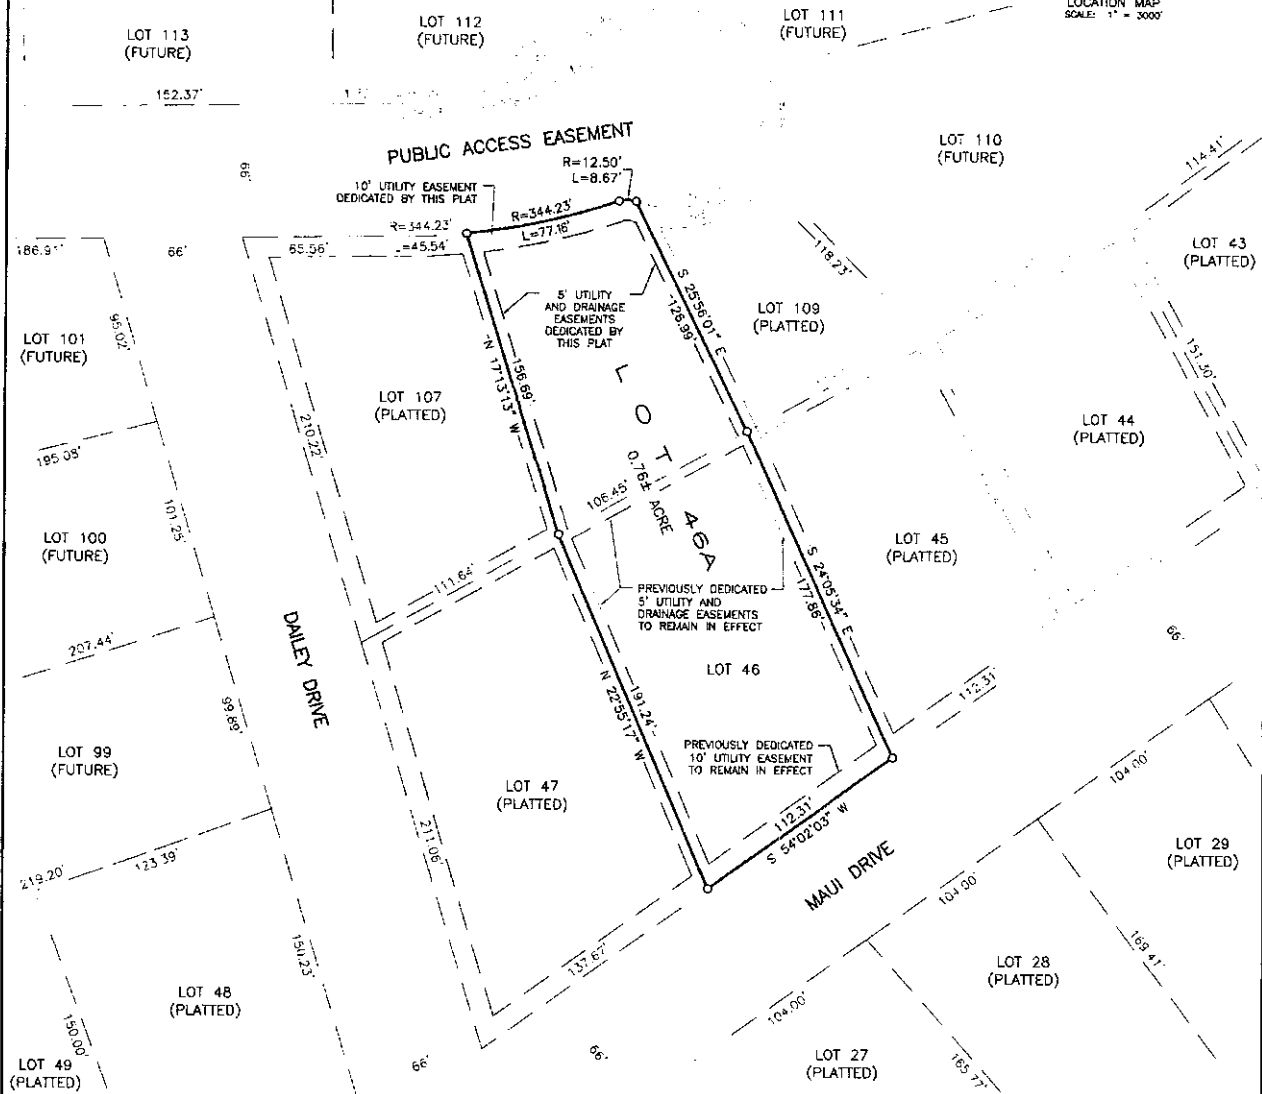 LOCATION MAP
SCALE: 1" = 3000'
LOT 113
(FUTURE)
LOT 112
(FUTURE)
LOT 111
(FUTURE)
152.37'
PUBLIC ACCESS EASEMENT
LOT 110
(FUTURE)
114.41'
66'
R=12.50'
L=8.67'
10' UTILITY EASEMENT
DEDICATED BY THIS PLAT
R=344.23'
L=77.16'
R=344.23'
L=45.54'
186.91'
66'
65.56'
118.23'
LOT 43
(PLATTED)
5' UTILITY
AND DRAINAGE
EASEMENTS
DEDICATED BY
THIS PLAT
S 25°56'01" E
126.99'
LOT 109
(PLATTED)
95.02'
LOT 101
(FUTURE)
N 17°13'13" W
156.69'
151.30'
LOT 107
(PLATTED)
LOT 46A
0.76± ACRE
LOT 44
(PLATTED)
210.22'
195.08'
106.45'
101.25'
LOT 100
(FUTURE)
LOT 45
(PLATTED)
111.64'
PREVIOUSLY DEDICATED
5' UTILITY AND
DRAINAGE EASEMENTS
TO REMAIN IN EFFECT
S 24°05'34" E
177.86'
207.44'
DAILEY DRIVE
66'
LOT 46
N 22°55'17" W
191.24'
112.31'
99.89'
LOT 99
(FUTURE)
PREVIOUSLY DEDICATED
10' UTILITY EASEMENT
TO REMAIN IN EFFECT
104.00'
LOT 47
(PLATTED)
112.31'
S 54°02'03" W
211.06'
219.20'
123.39'
MAUI DRIVE
LOT 29
(PLATTED)
104.00'
150.23'
137.67'
169.41'
LOT 28
(PLATTED)
LOT 48
(PLATTED)
104.00'
150.00'
66'
66'
LOT 27
(PLATTED)
165.77'
LOT 49
(PLATTED)